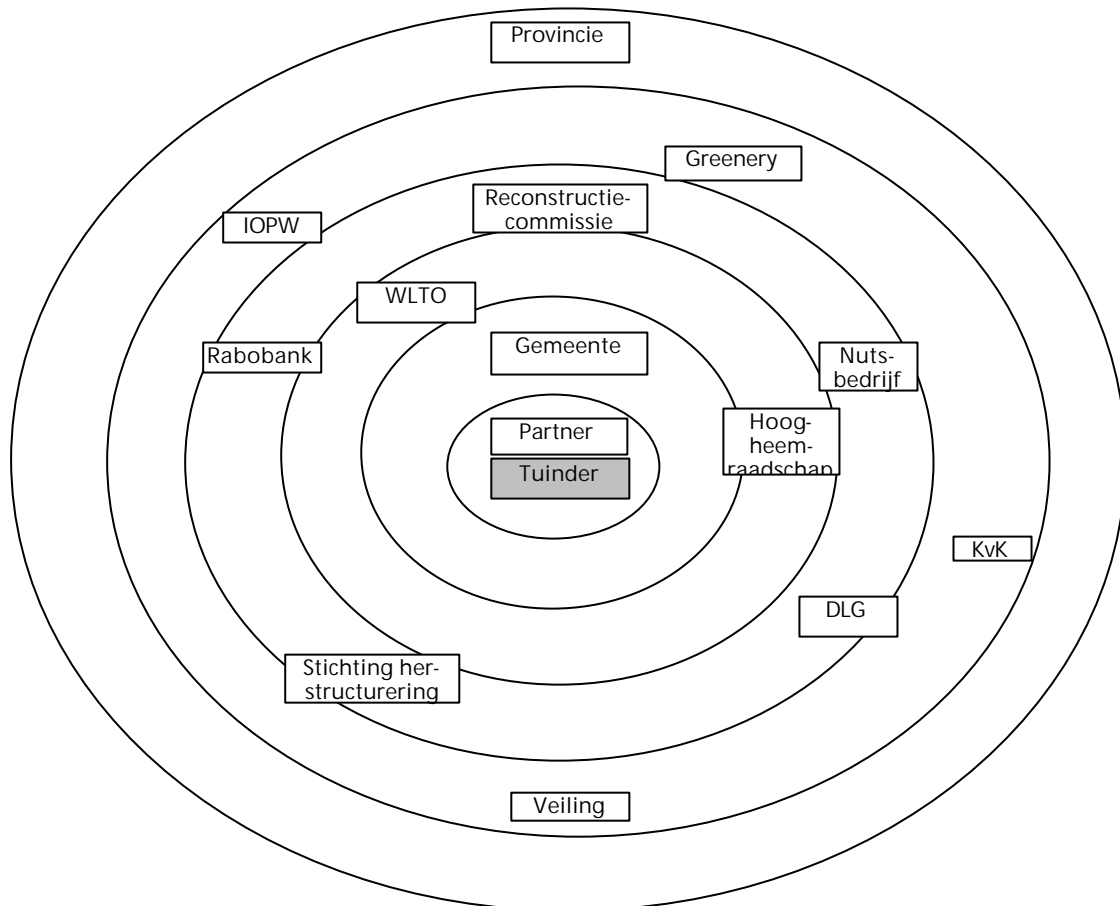 Provincie
Greenery
Reconstructie-
commissie
IOPW
WLTO
Gemeente
Rabobank
Nuts-
bedrijf
Partner
Hoog-
heem-
raadschap
Tuinder
KvK
DLG
Stichting her-
structurering
Veiling